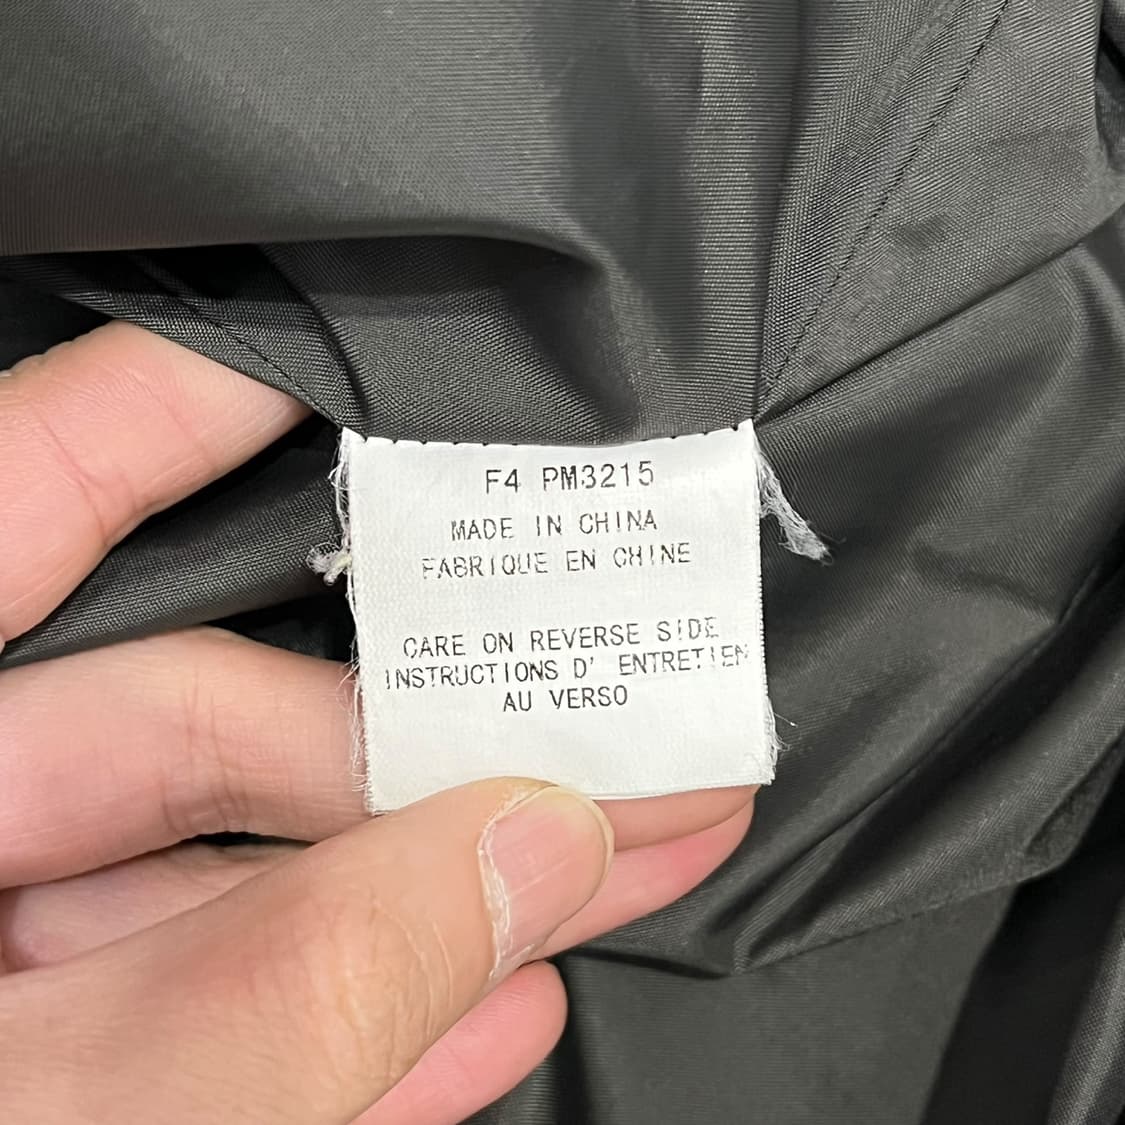 F4 PM3215
MADE IN CHINA
FABRIQUE EN CHINE
CARE ON REVERSE SIDE
INSTRUCTIONS D' ENTRETIEN
AU VERSO